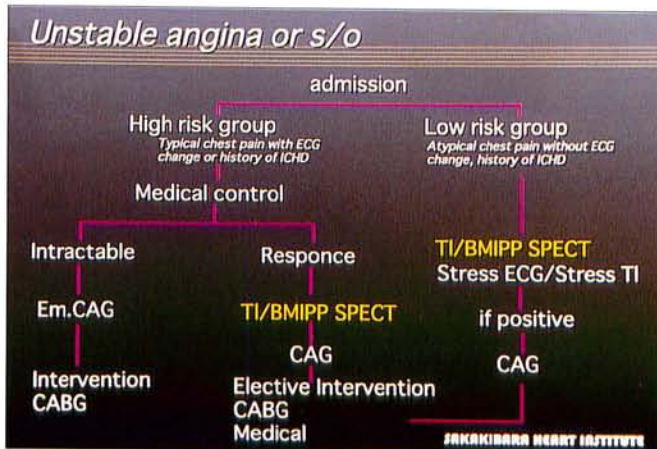 Unstable angina or s/o
admission
High risk group
Typical chest pain with ECG
change or history of ICHD
Low risk group
Atypical chest pain without ECG
change, history of ICHD
Medical control
Intractable
Responce
Tl/BMIPP SPECT
Stress ECG/Stress Tl
Em.CAG
Tl/BMIPP SPECT
if positive
CAG
CAG
Intervention
CABG
Elective Intervention
CABG
Medical
SAKAKIBARA HEART INSTITUTE